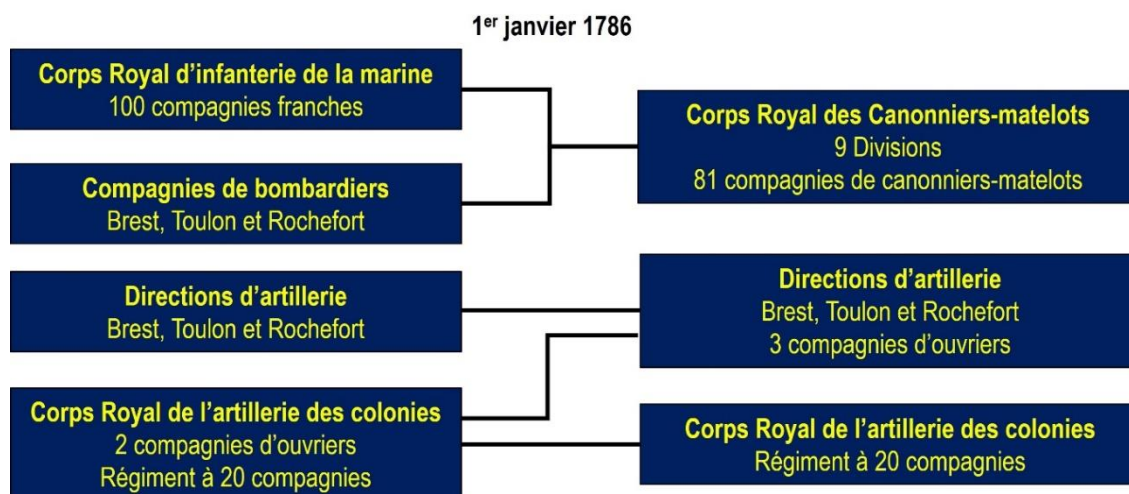 1er janvier 1786
Corps Royal d'infanterie de la marine
100 compagnies franches
Compagnies de bombardiers
Brest, Toulon et Rochefort
Directions d'artillerie
Brest, Toulon et Rochefort
Corps Royal de l'artillerie des colonies
2 compagnies d'ouvriers
Régiment à 20 compagnies
Corps Royal des Canonniers-matelots
9 Divisions
81 compagnies de canonniers-matelots
Directions d'artillerie
Brest, Toulon et Rochefort
3 compagnies d'ouvriers
Corps Royal de l'artillerie des colonies
Régiment à 20 compagnies